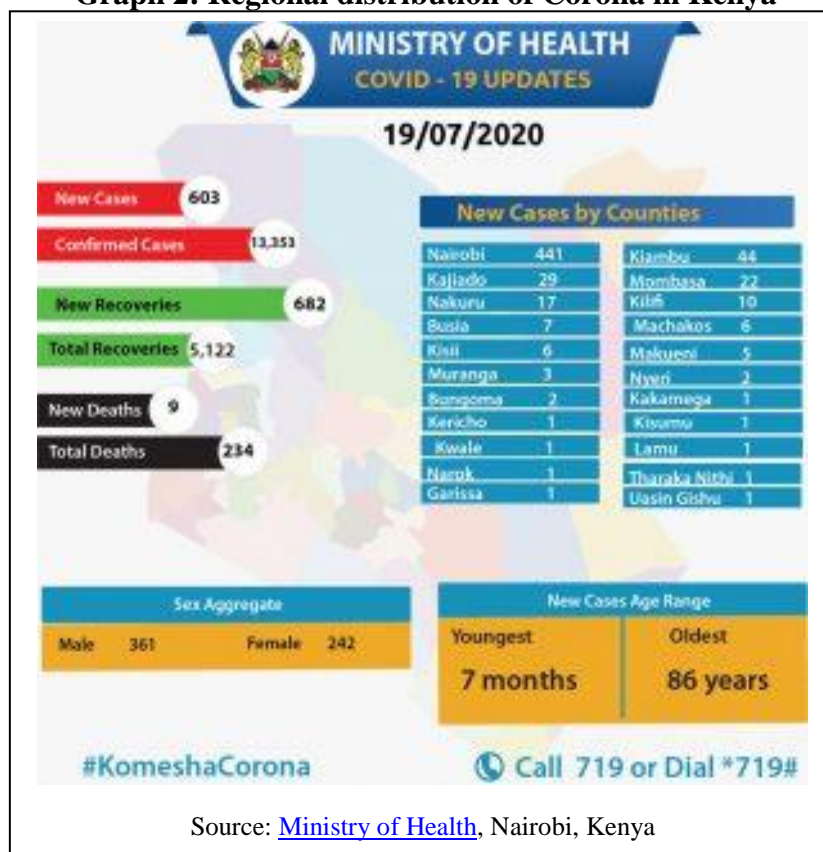 Graph 2: Regional distribution of Corona in Kenya
MINISTRY OF HEALTH
COVID - 19 UPDATES
19/07/2020
New Cases 603
Confirmed Cases 13,353
New Recoveries 682
Total Recoveries 5,122
New Deaths 9
Total Deaths 234
New Cases by Counties
Nairobi 441
Kajiado 29
Nakuru 17
Busia 7
Kisii 6
Muranga 3
Bungoma 2
Kericho 1
Kwale 1
Narok 1
Garissa 1
Kiambu 44
Mombasa 22
Kilifi 10
Machakos 6
Makueni 5
Nyeri 2
Kakamega 1
Kisumu 1
Lamu 1
Tharaka Nithi 1
Uasin Gishu 1
Sex Aggregate
Male 361 Female 242
New Cases Age Range
Youngest Oldest
7 months 86 years
#KomeshaCorona
Call 719 or Dial *719#
Source: Ministry of Health, Nairobi, Kenya